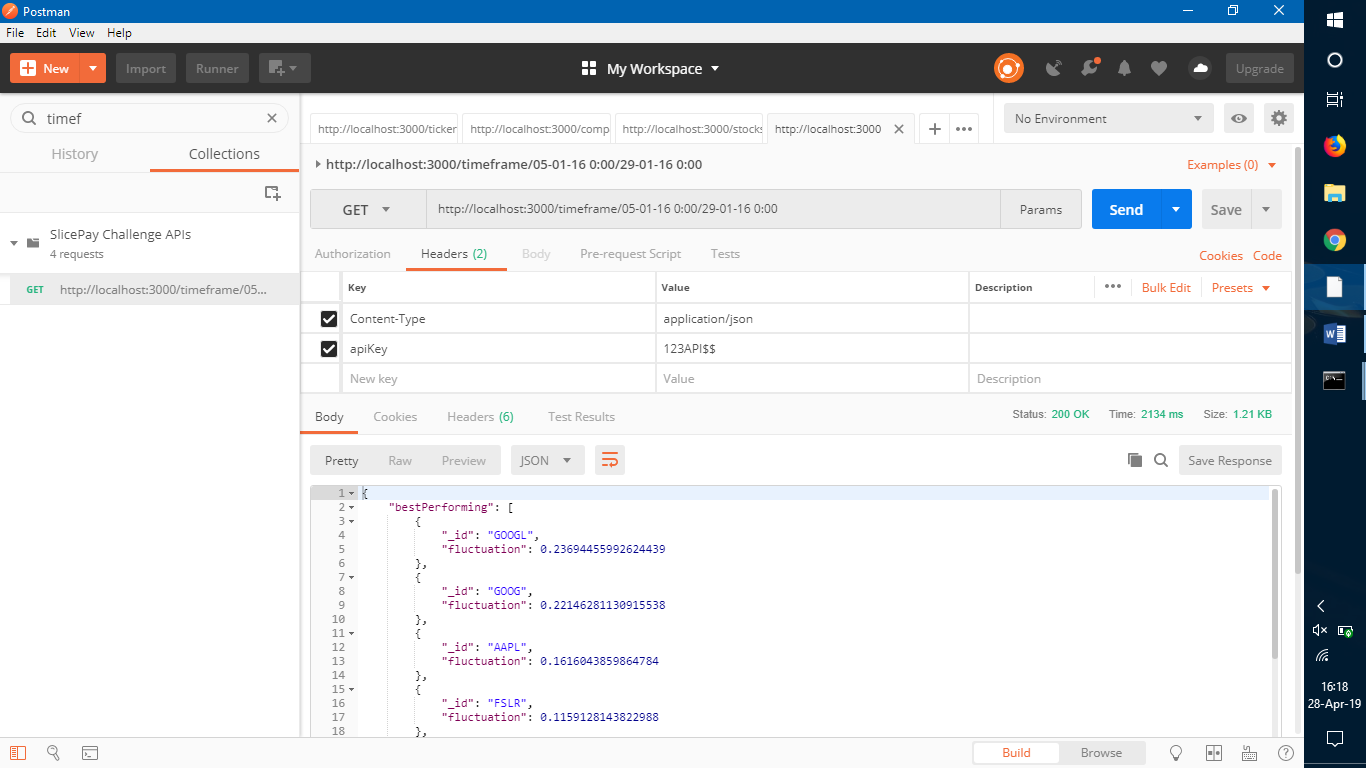 Postman
File Edit View Help
New Import Runner My Workspace Upgrade
timef
History Collections
SlicePay Challenge APIs
4 requests
GET http://localhost:3000/timeframe/05...
http://localhost:3000/ticker http://localhost:3000/comp http://localhost:3000/stocks http://localhost:3000 No Environment
http://localhost:3000/timeframe/05-01-16 0:00/29-01-16 0:00 Examples (0)
GET http://localhost:3000/timeframe/05-01-16 0:00/29-01-16 0:00 Params Send Save
Authorization Headers (2) Body Pre-request Script Tests Cookies Code
Key Value Description Bulk Edit Presets
Content-Type application/json
apiKey 123API$$
New key Value Description
Body Cookies Headers (6) Test Results Status: 200 OK Time: 2134 ms Size: 1.21 KB
Pretty Raw Preview JSON Save Response
1 {
2 "bestPerforming": [
3 {
4 "_id": "GOOGL",
5 "fluctuation": 0.23694455992624439
6 },
7 {
8 "_id": "GOOG",
9 "fluctuation": 0.22146281130915538
10 },
11 {
12 "_id": "AAPL",
13 "fluctuation": 0.1616043859864784
14 },
15 {
16 "_id": "FSLR",
17 "fluctuation": 0.1159128143822988
18 },
Build Browse
16:18
28-Apr-19